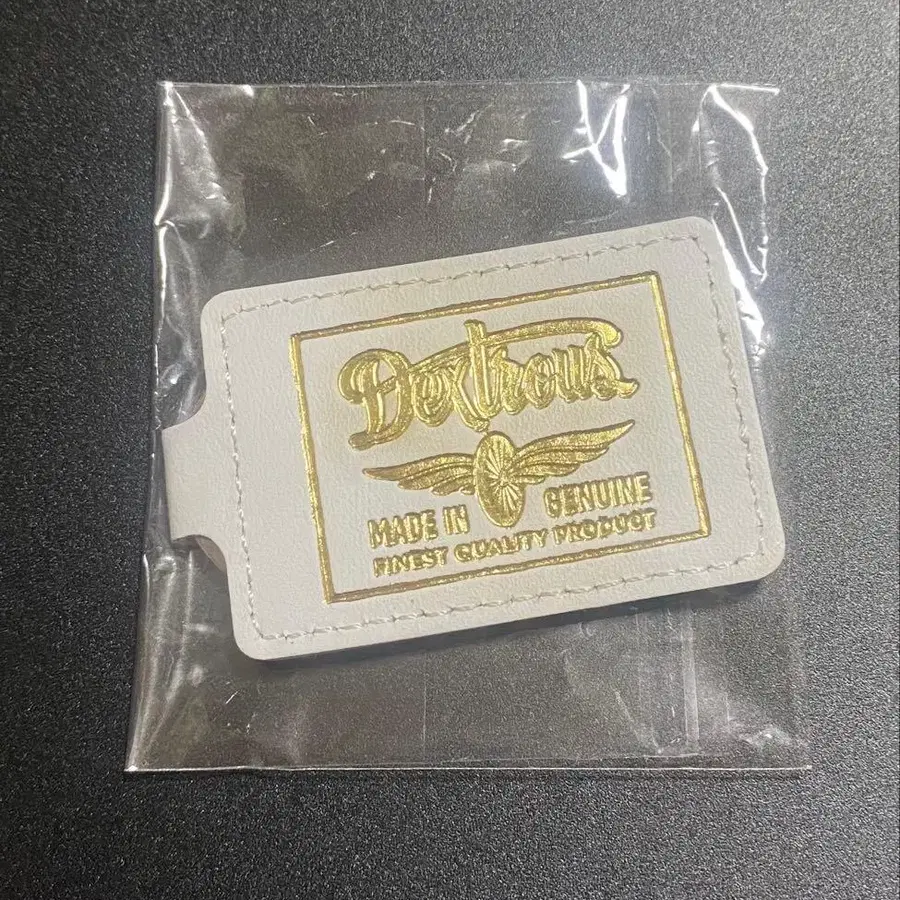 Dextrous
MADE IN GENUINE
FINEST QUALITY PRODUCT